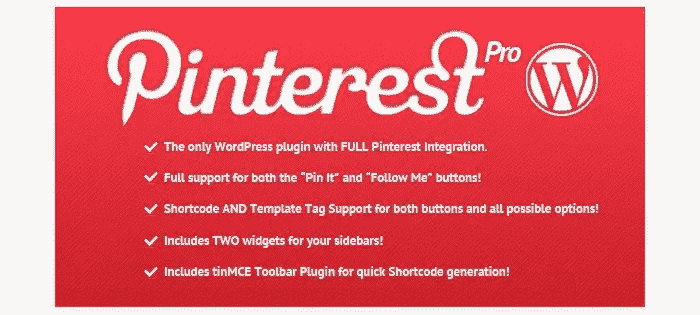 Pinterest Pro
The only WordPress plugin with FULL Pinterest Integration.
Full support for both the "Pin It" and "Follow Me" buttons!
Shortcode AND Template Tag Support for both buttons and all possible options!
Includes TWO widgets for your sidebars!
Includes tinMCE Toolbar Plugin for quick Shortcode generation!